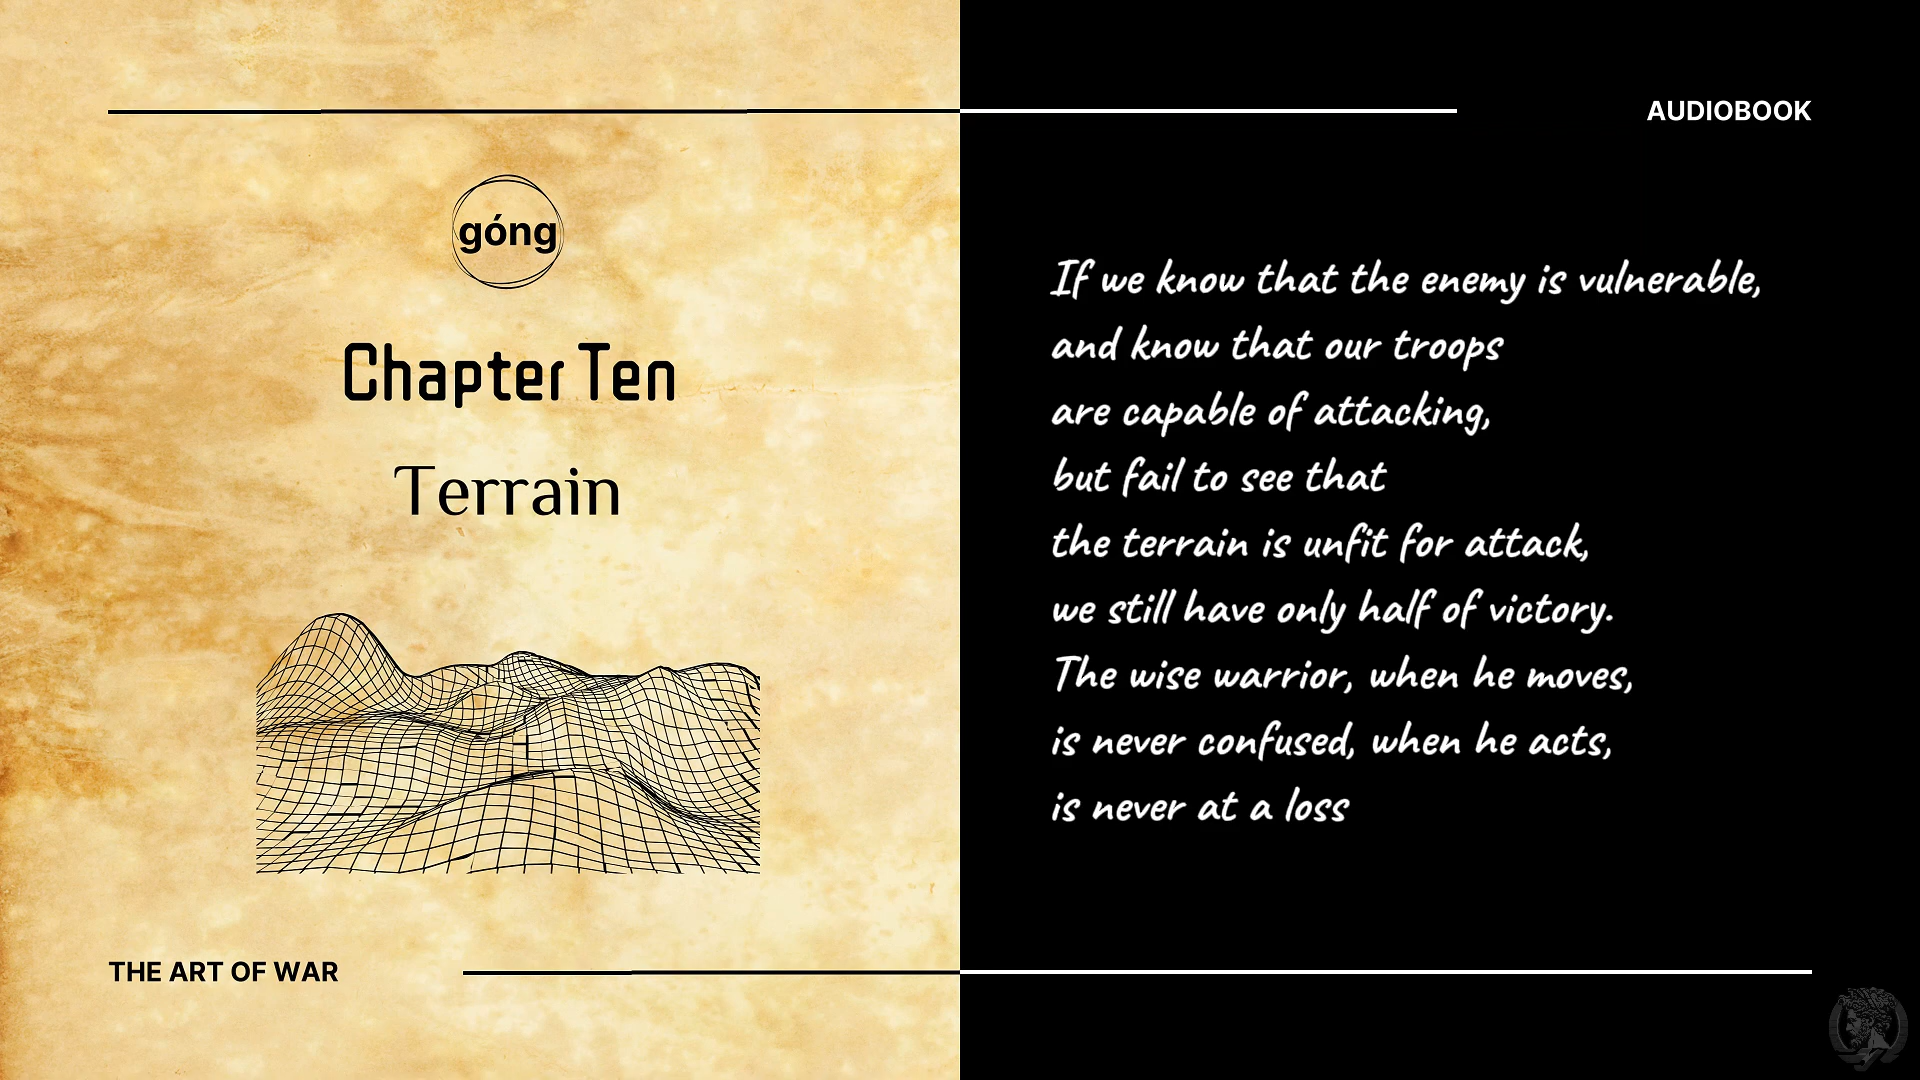 góng
Chapter Ten
Terrain
THE ART OF WAR
AUDIOBOOK
If we know that the enemy is vulnerable,
and know that our troops
are capable of attacking,
but fail to see that
the terrain is unfit for attack,
we still have only half of victory.
The wise warrior, when he moves,
is never confused, when he acts,
is never at a loss